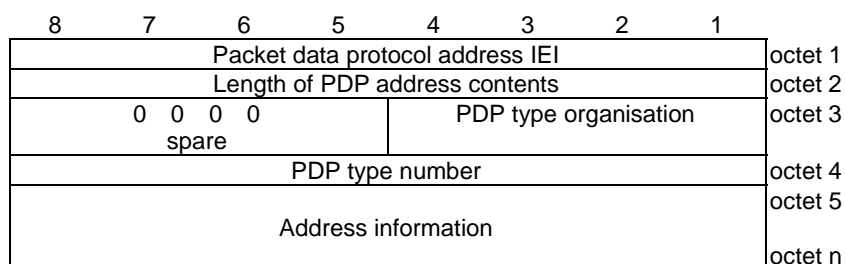 8 7 6 5 4 3 2 1
Packet data protocol address IEI octet 1
Length of PDP address contents octet 2
0 0 0 0 PDP type organisation octet 3
spare
PDP type number octet 4
octet 5
Address information
octet n